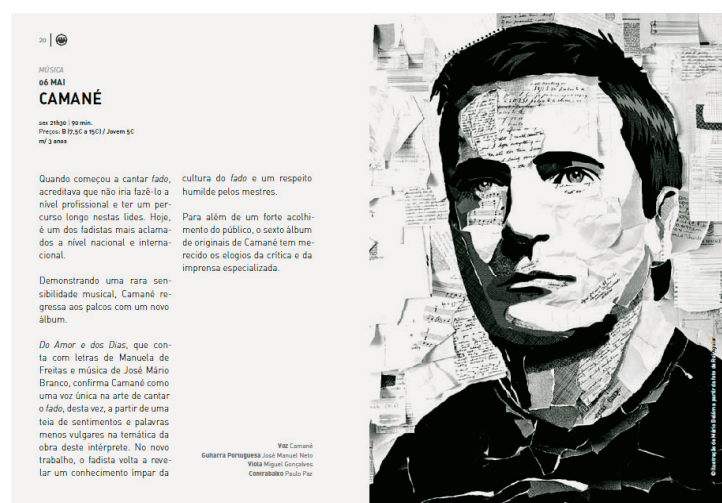 20
MÚSICA
06 MAI
CAMANÉ
sex 21h30 | 90 min.
Preços: B (7,5€ a 15€) / Jovem 5€
m/ 3 anos
Quando começou a cantar fado,
acreditava que não iria fazê-lo a
nível profissional e ter um per-
curso longo nestas lides. Hoje,
é um dos fadistas mais aclama-
dos a nível nacional e interna-
cional.
Demonstrando uma rara sen-
sibilidade musical, Camané re-
gressa aos palcos com um novo
álbum.
Do Amor e dos Dias, que con-
ta com letras de Manuela de
Freitas e música de José Mário
Branco, confirma Camané como
uma voz única na arte de cantar
o fado, desta vez, a partir de uma
teia de sentimentos e palavras
menos vulgares na temática da
obra deste intérprete. No novo
trabalho, o fadista volta a reve-
lar um conhecimento ímpar da
cultura do fado e um respeito
humilde pelos mestres.
Para além de um forte acolhi-
mento do público, o sexto álbum
de originais de Camané tem me-
recido os elogios da crítica e da
imprensa especializada.
Voz Camané
Guitarra Portuguesa José Manuel Neto
Viola Miguel Gonçalves
Contrabaixo Paulo Paz
© Ilustração de Mário Belém a partir da foto de